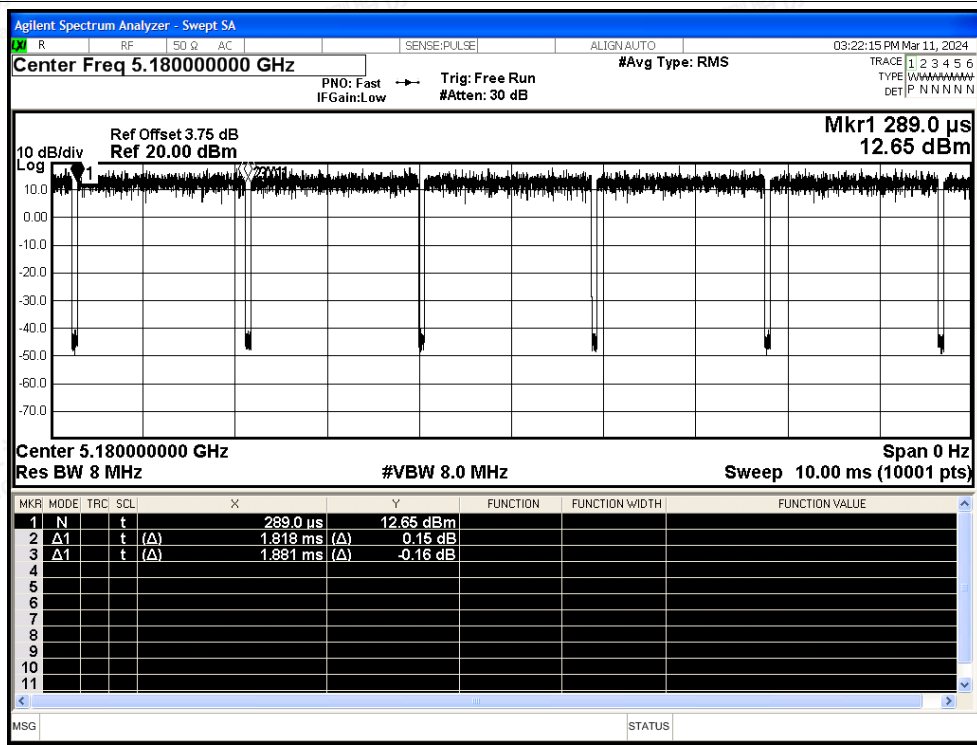 Agilent Spectrum Analyzer - Swept SA
LXI R RF 50 Ω AC SENSE:PULSE ALIGN AUTO 03:22:15 PM Mar 11, 2024
Center Freq 5.180000000 GHz
PNO: Fast
IFGain:Low
Trig: Free Run
#Atten: 30 dB
#Avg Type: RMS
TRACE 1 2 3 4 5 6
TYPE
DET P N N N N N
Ref Offset 3.75 dB
10 dB/div Ref 20.00 dBm
Mkr1 289.0 µs
12.65 dBm
Log
1
10.0
0.00
-10.0
-20.0
-30.0
-40.0
-50.0
-60.0
-70.0
Center 5.180000000 GHz Span 0 Hz
Res BW 8 MHz #VBW 8.0 MHz Sweep 10.00 ms (10001 pts)
MKR MODE TRC SCL X Y FUNCTION FUNCTION WIDTH FUNCTION VALUE
1 N t 289.0 µs 12.65 dBm
2 Δ1 t (Δ) 1.818 ms (Δ) 0.15 dB
3 Δ1 t (Δ) 1.881 ms (Δ) -0.16 dB
4
5
6
7
8
9
10
11
MSG STATUS